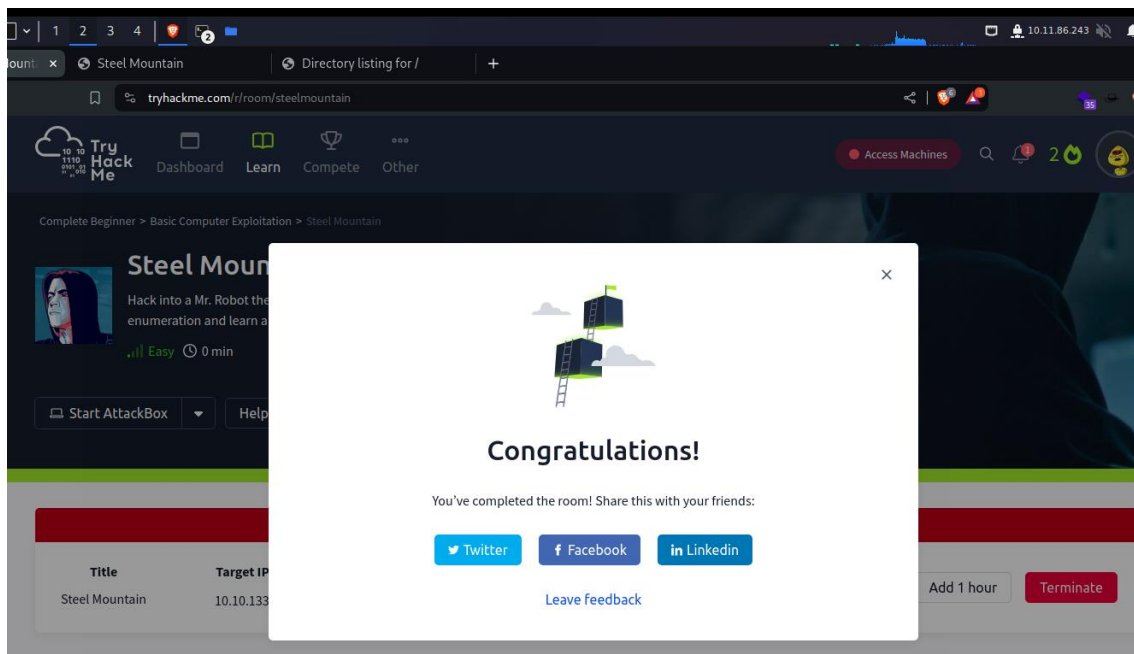 1 2 3 4 2 10.11.86.243
Steel Mountain Directory listing for / +
tryhackme.com/r/room/steelmountain 35
Try Hack Me
Dashboard Learn Compete Other Access Machines 1 2
Complete Beginner > Basic Computer Exploitation > Steel Mountain
Steel Moun
Hack into a Mr. Robot the
enumeration and learn a
Easy 0 min
Start AttackBox Help
Congratulations!
You've completed the room! Share this with your friends:
Twitter Facebook in Linkedin
Leave feedback
Title Target IP
Steel Mountain 10.10.133
Add 1 hour Terminate